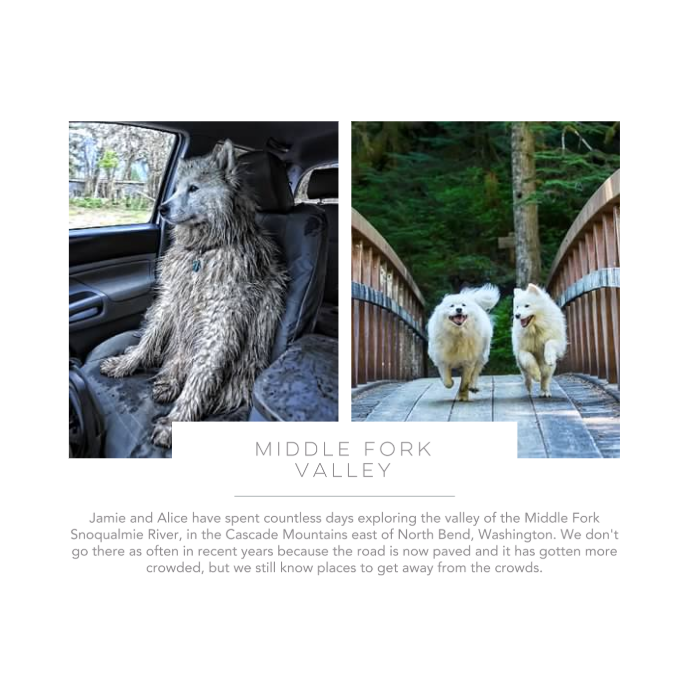 MIDDLE FORK
VALLEY
Jamie and Alice have spent countless days exploring the valley of the Middle Fork
Snoqualmie River, in the Cascade Mountains east of North Bend, Washington. We don't
go there as often in recent years because the road is now paved and it has gotten more
crowded, but we still know places to get away from the crowds.